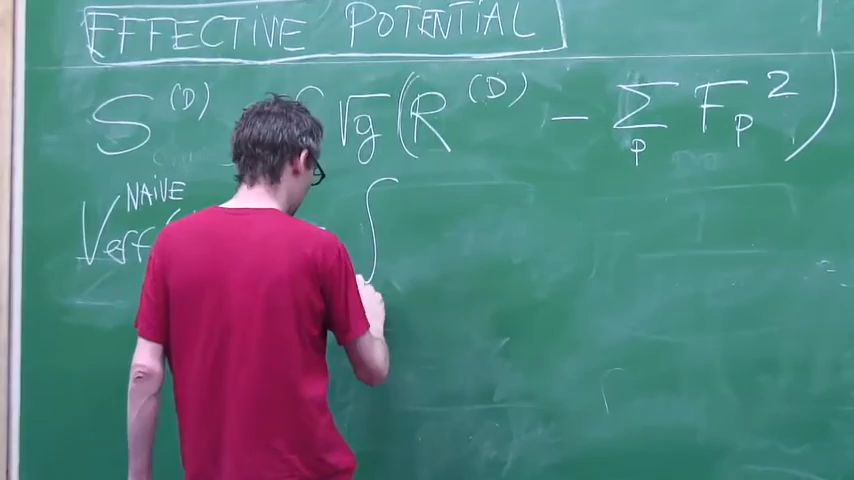 EFFECTIVE POTENTIAL
S^(D) ∫ √g (R^(D) - Σ_p F_p^2)
V_eff^NAIVE ( ∫